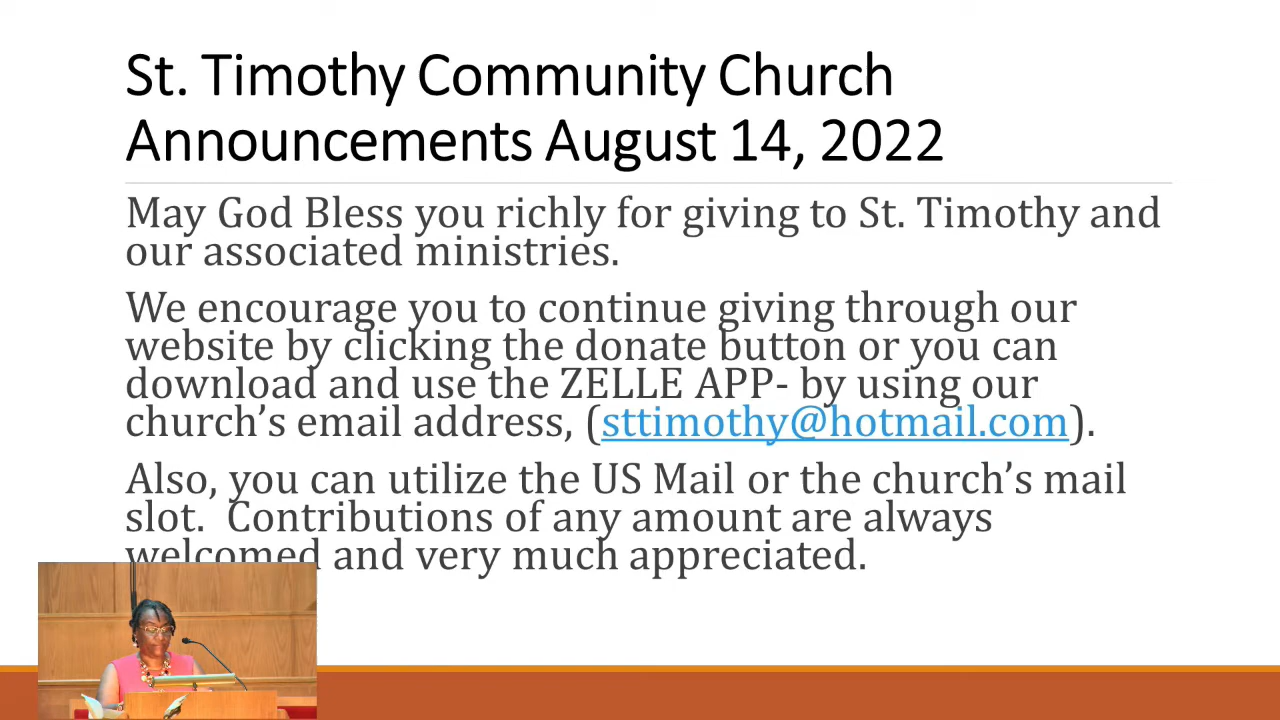 St. Timothy Community Church
Announcements August 14, 2022
May God Bless you richly for giving to St. Timothy and
our associated ministries.
We encourage you to continue giving through our
website by clicking the donate button or you can
download and use the ZELLE APP- by using our
church’s email address, (sttimothy@hotmail.com).
Also, you can utilize the US Mail or the church’s mail
slot.  Contributions of any amount are always
welcomed and very much appreciated.